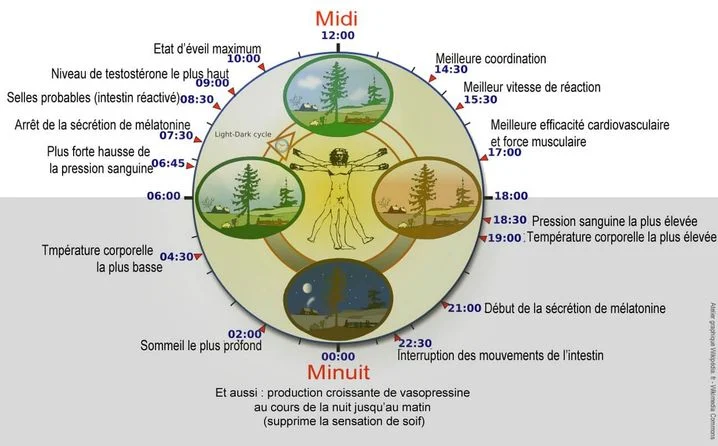 Midi
12:00
Etat d'éveil maximum
10:00
Niveau de testostérone le plus haut
09:00
Selles probables (intestin réactivé)
08:30
Arrêt de la sécrétion de mélatonine
07:30
Plus forte hausse de
la pression sanguine
06:45
06:00
Tmpérature corporelle
la plus basse
04:30
02:00
Sommeil le plus profond
00:00
Minuit
Light-Dark cycle
Meilleure coordination
14:30
Meilleur vitesse de réaction
15:30
Meilleure efficacité cardiovasculaire
et force musculaire
17:00
18:00
18:30 Pression sanguine la plus élevée
19:00 Température corporelle la plus élevée
21:00 Début de la sécrétion de mélatonine
22:30
Interruption des mouvements de l'intestin
Et aussi : production croissante de vasopressine
au cours de la nuit jusqu'au matin
(supprime la sensation de soif)
Atelier graphique Wikipédia fr - Wikimedia Commons